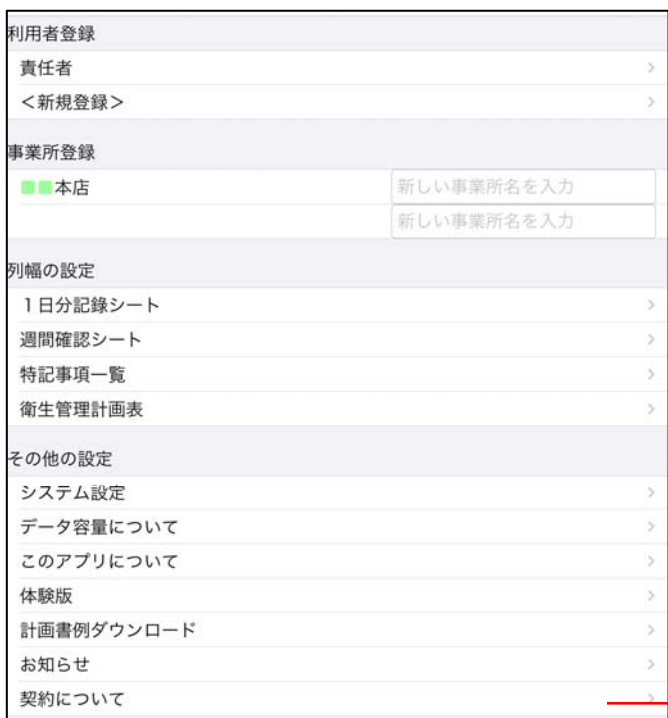 利用者登録
責任者
＜新規登録＞
事業所登録
本店 新しい事業所名を入力
新しい事業所名を入力
列幅の設定
１日分記録シート
週間確認シート
特記事項一覧
衛生管理計画表
その他の設定
システム設定
データ容量について
このアプリについて
体験版
計画書例ダウンロード
お知らせ
契約について